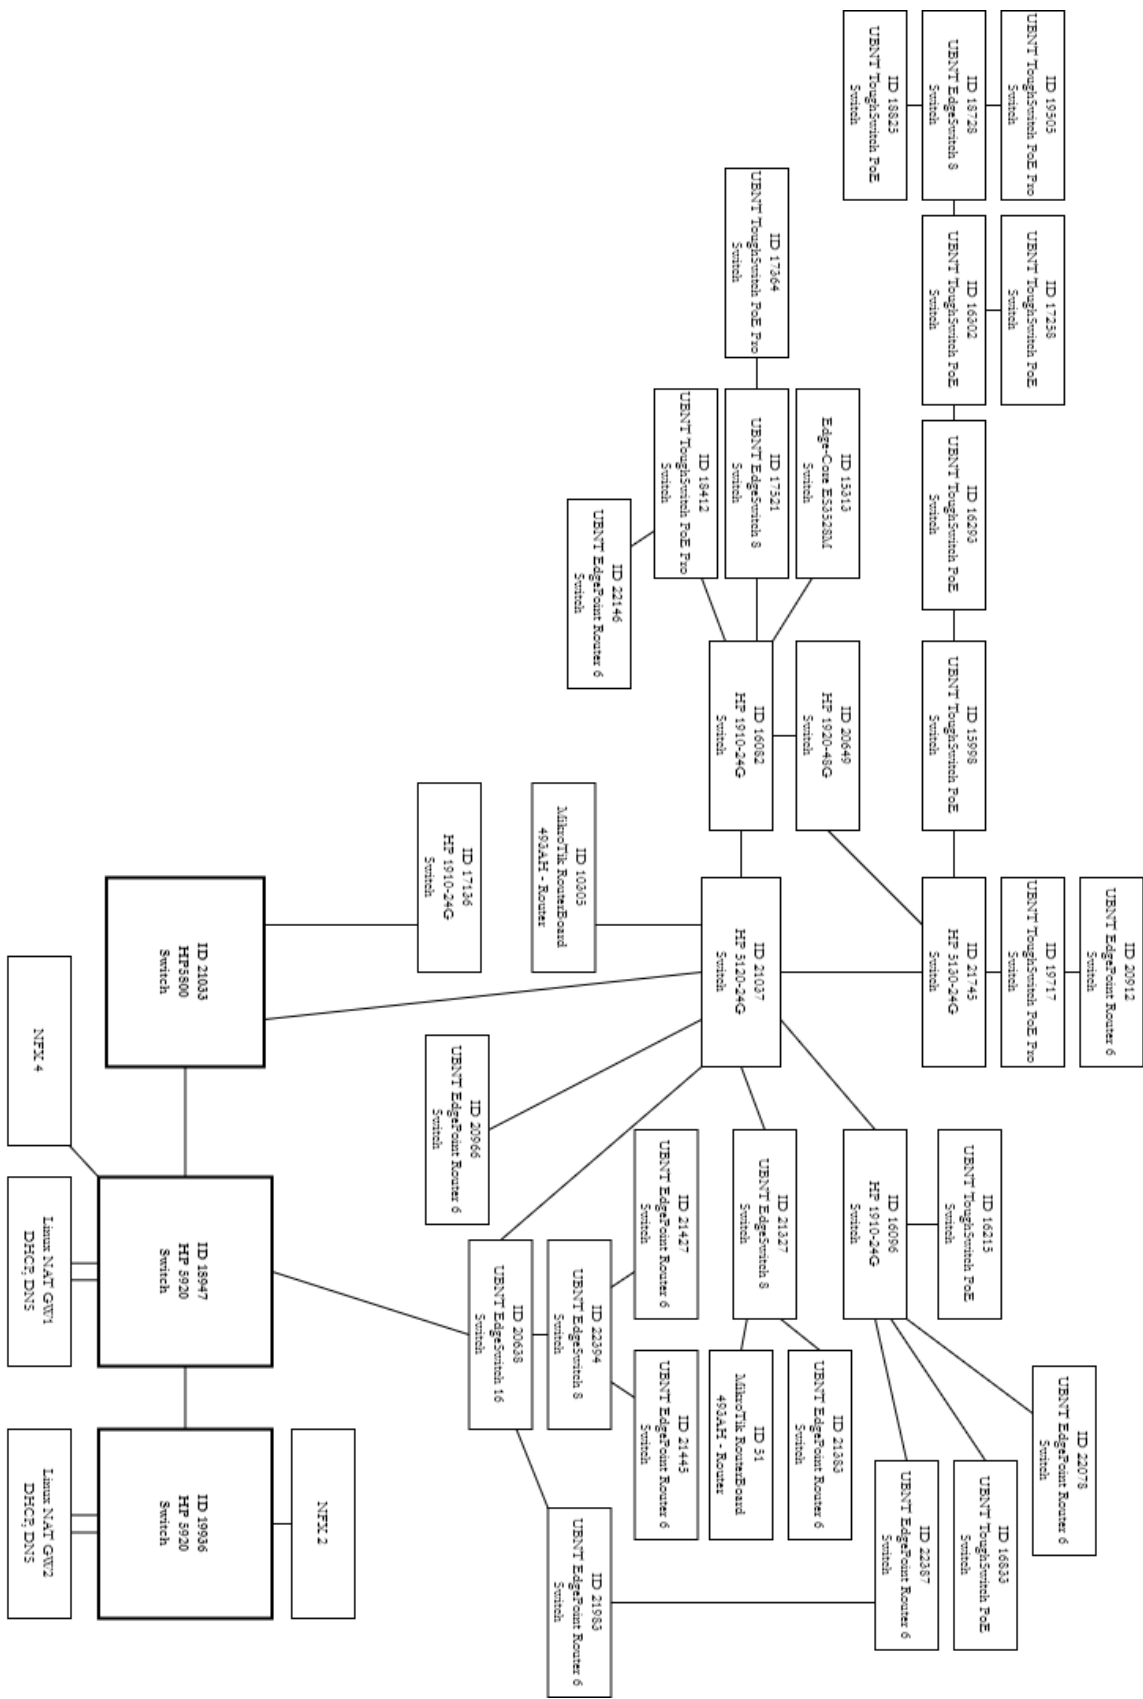 ID 20912
UBNT EdgePoint Router 6
Switch
ID 22078
UBNT EdgePoint Router 6
Switch
ID 19505
UBNT ToughSwitch PoE Pro
Switch
ID 17258
UBNT ToughSwitch PoE
Switch
ID 19717
UBNT ToughSwitch PoE Pro
Switch
ID 16833
UBNT ToughSwitch PoE
Switch
ID 18728
UBNT EdgeSwitch 8
Switch
ID 16302
UBNT ToughSwitch PoE
Switch
ID 16293
UBNT ToughSwitch PoE
Switch
ID 15998
UBNT ToughSwitch PoE
Switch
ID 21745
HP 5130-24G
Switch
ID 16215
UBNT ToughSwitch PoE
Switch
ID 22387
UBNT EdgePoint Router 6
Switch
ID 18825
UBNT ToughSwitch PoE
Switch
ID 16096
HP 1910-24G
Switch
ID 15313
Edge-Core ES3528M
Switch
ID 20649
HP 1920-48G
Switch
ID 21383
UBNT EdgePoint Router 6
Switch
ID 21327
UBNT EdgeSwitch 8
Switch
ID 17364
UBNT ToughSwitch PoE Pro
Switch
ID 17521
UBNT EdgeSwitch 8
Switch
ID 16082
HP 1910-24G
Switch
ID 21037
HP 5120-24G
Switch
ID 51
MikroTik RouterBoard
493AH - Router
ID 18412
UBNT ToughSwitch PoE Pro
Switch
ID 21427
UBNT EdgePoint Router 6
Switch
ID 21445
UBNT EdgePoint Router 6
Switch
ID 22146
UBNT EdgePoint Router 6
Switch
ID 22394
UBNT EdgeSwitch 8
Switch
ID 21983
UBNT EdgePoint Router 6
Switch
ID 10305
MikroTik RouterBoard
493AH - Router
ID 20638
UBNT EdgeSwitch 16
Switch
ID 20966
UBNT EdgePoint Router 6
Switch
ID 17136
HP 1910-24G
Switch
NFX 2
ID 21033
HP5800
Switch
ID 18947
HP 5920
Switch
ID 19936
HP 5920
Switch
NFX 4
Linux NAT GW1
DHCP, DNS
Linux NAT GW2
DHCP, DNS